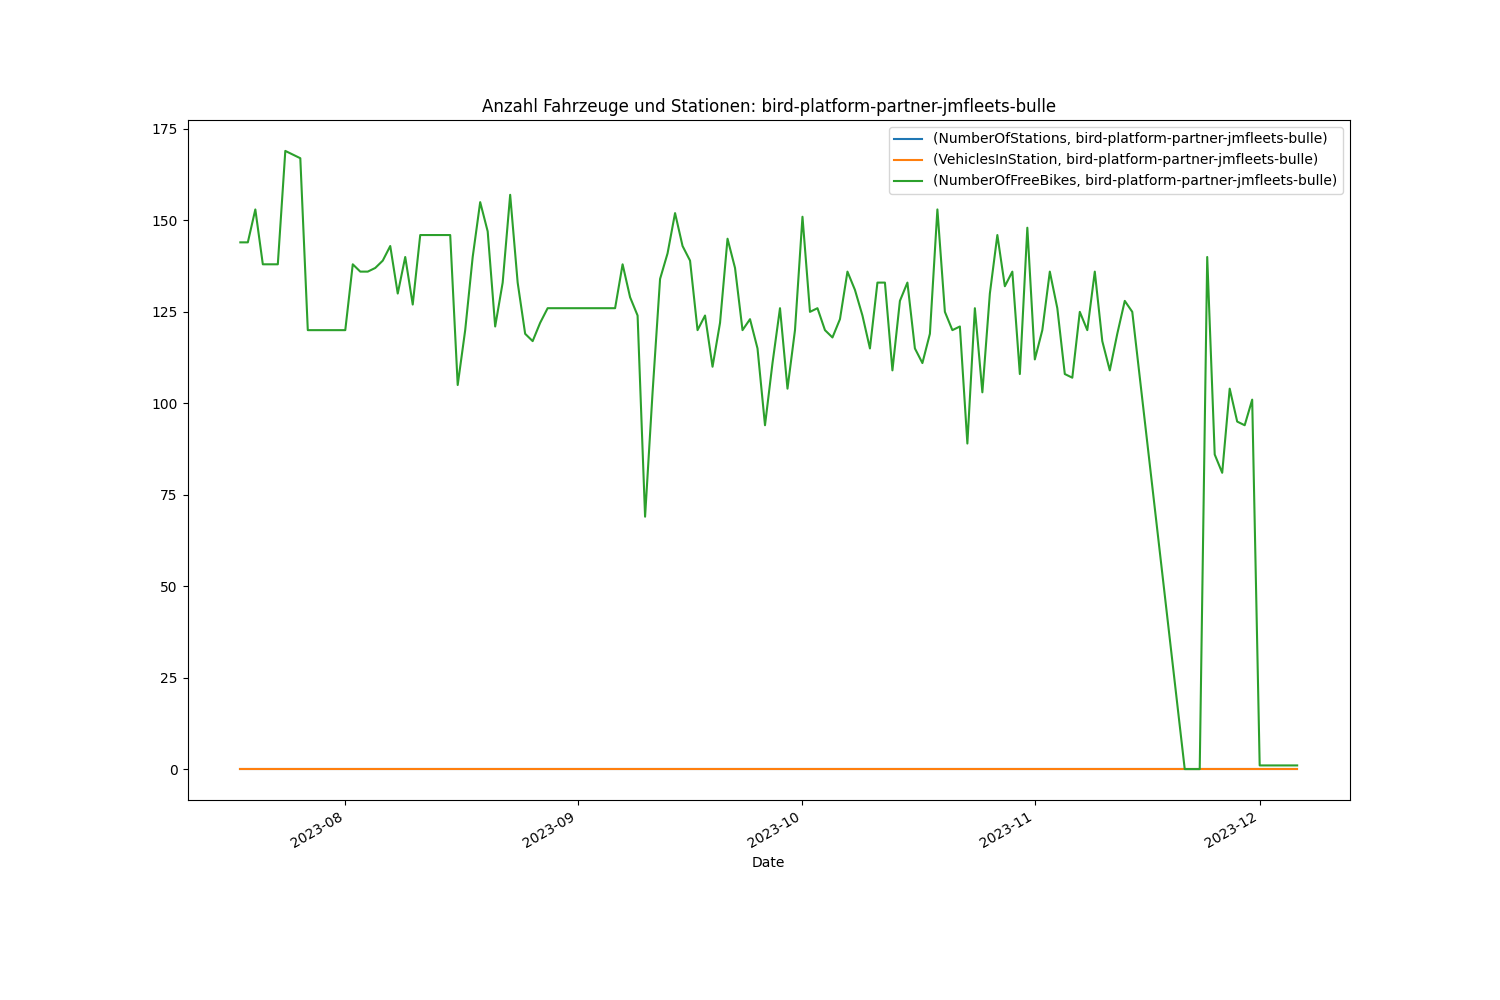 Anzahl Fahrzeuge und Stationen: bird-platform-partner-jmfleets-bulle
(NumberOfStations, bird-platform-partner-jmfleets-bulle)
(VehiclesInStation, bird-platform-partner-jmfleets-bulle)
(NumberOfFreeBikes, bird-platform-partner-jmfleets-bulle)
175
150
125
100
75
50
25
0
2023-08
2023-09
2023-10
2023-11
2023-12
Date